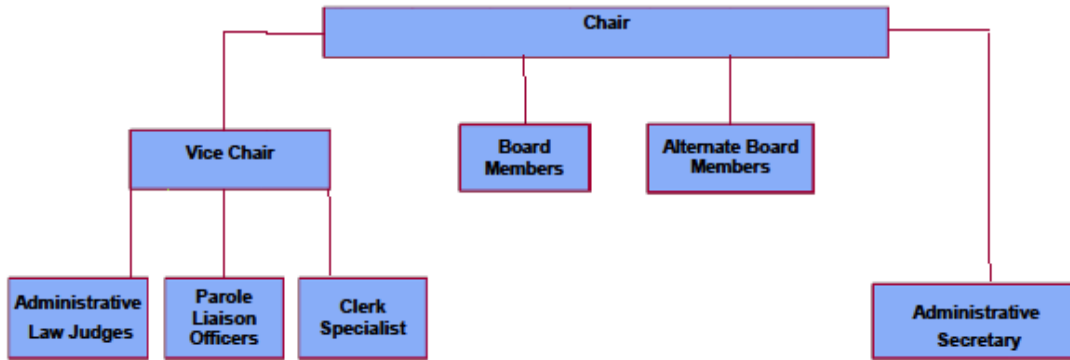 Chair
Vice Chair
Board
Members
Alternate Board
Members
Administrative
Law Judges
Parole
Liaison
Officers
Clerk
Specialist
Administrative
Secretary